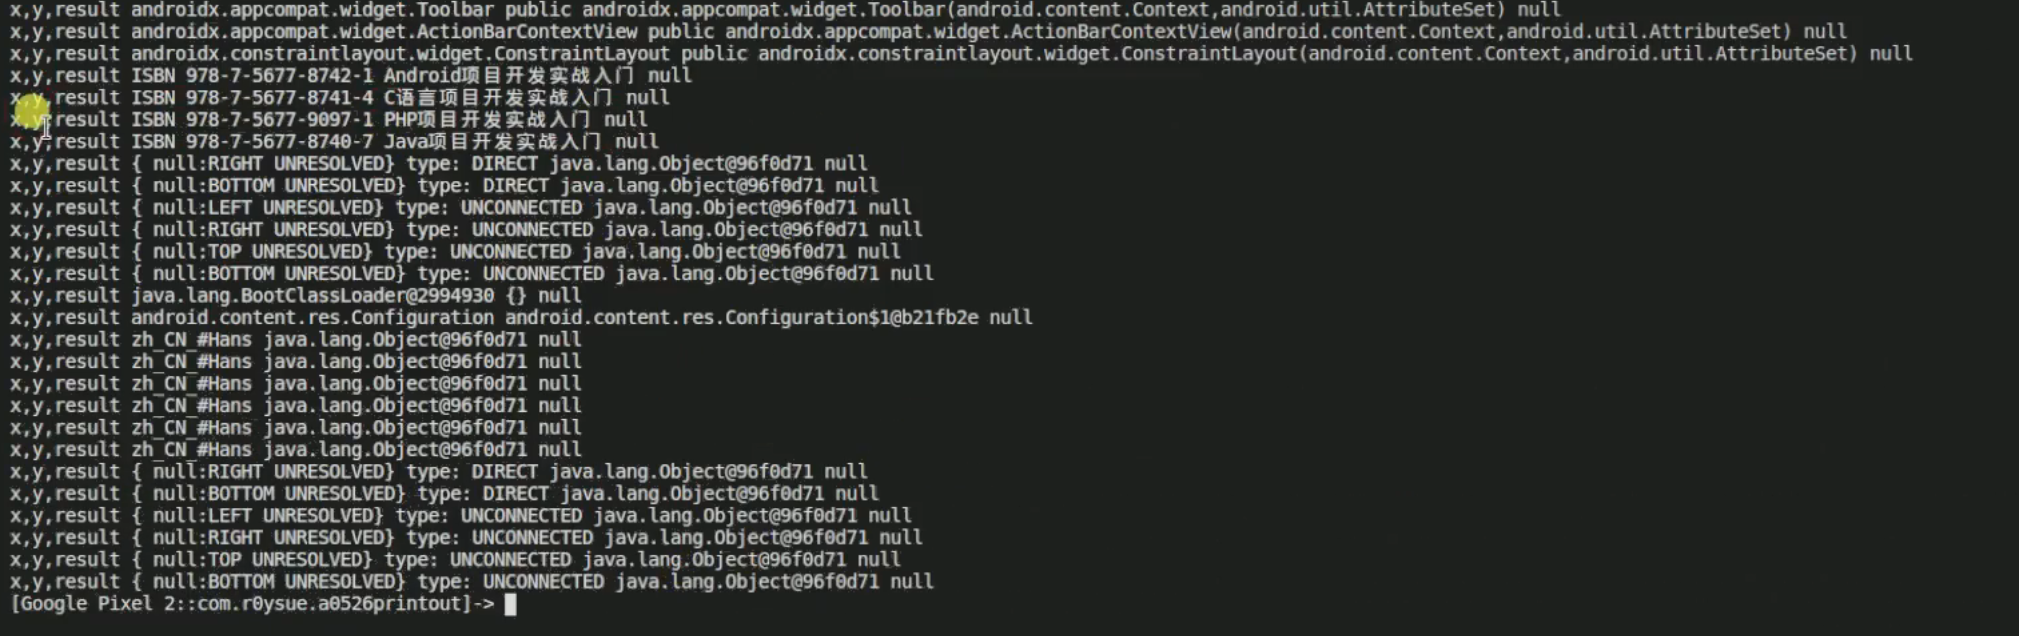 x,y,result androidx.appcompat.widget.Toolbar public androidx.appcompat.widget.Toolbar(android.content.Context,android.util.AttributeSet) null
x,y,result androidx.appcompat.widget.ActionBarContextView public androidx.appcompat.widget.ActionBarContextView(android.content.Context,android.util.AttributeSet) null
x,y,result androidx.constraintlayout.widget.ConstraintLayout public androidx.constraintlayout.widget.ConstraintLayout(android.content.Context,android.util.AttributeSet) null
x,y,result ISBN 978-7-5677-8742-1 Android项目开发实战入门 null
x,y,result ISBN 978-7-5677-8741-4 C语言项目开发实战入门 null
x,y,result ISBN 978-7-5677-9097-1 PHP项目开发实战入门 null
x,y,result ISBN 978-7-5677-8740-7 Java项目开发实战入门 null
x,y,result { null:RIGHT UNRESOLVED} type: DIRECT java.lang.Object@96f0d71 null
x,y,result { null:BOTTOM UNRESOLVED} type: DIRECT java.lang.Object@96f0d71 null
x,y,result { null:LEFT UNRESOLVED} type: UNCONNECTED java.lang.Object@96f0d71 null
x,y,result { null:RIGHT UNRESOLVED} type: UNCONNECTED java.lang.Object@96f0d71 null
x,y,result { null:TOP UNRESOLVED} type: UNCONNECTED java.lang.Object@96f0d71 null
x,y,result { null:BOTTOM UNRESOLVED} type: UNCONNECTED java.lang.Object@96f0d71 null
x,y,result java.lang.BootClassLoader@2994930 {} null
x,y,result android.content.res.Configuration android.content.res.Configuration$1@b21fb2e null
x,y,result zh_CN_#Hans java.lang.Object@96f0d71 null
x,y,result zh_CN_#Hans java.lang.Object@96f0d71 null
x,y,result zh_CN_#Hans java.lang.Object@96f0d71 null
x,y,result zh_CN_#Hans java.lang.Object@96f0d71 null
x,y,result zh_CN_#Hans java.lang.Object@96f0d71 null
x,y,result zh_CN_#Hans java.lang.Object@96f0d71 null
x,y,result { null:RIGHT UNRESOLVED} type: DIRECT java.lang.Object@96f0d71 null
x,y,result { null:BOTTOM UNRESOLVED} type: DIRECT java.lang.Object@96f0d71 null
x,y,result { null:LEFT UNRESOLVED} type: UNCONNECTED java.lang.Object@96f0d71 null
x,y,result { null:RIGHT UNRESOLVED} type: UNCONNECTED java.lang.Object@96f0d71 null
x,y,result { null:TOP UNRESOLVED} type: UNCONNECTED java.lang.Object@96f0d71 null
x,y,result { null:BOTTOM UNRESOLVED} type: UNCONNECTED java.lang.Object@96f0d71 null
[Google Pixel 2::com.r0ysue.a0526printout]->